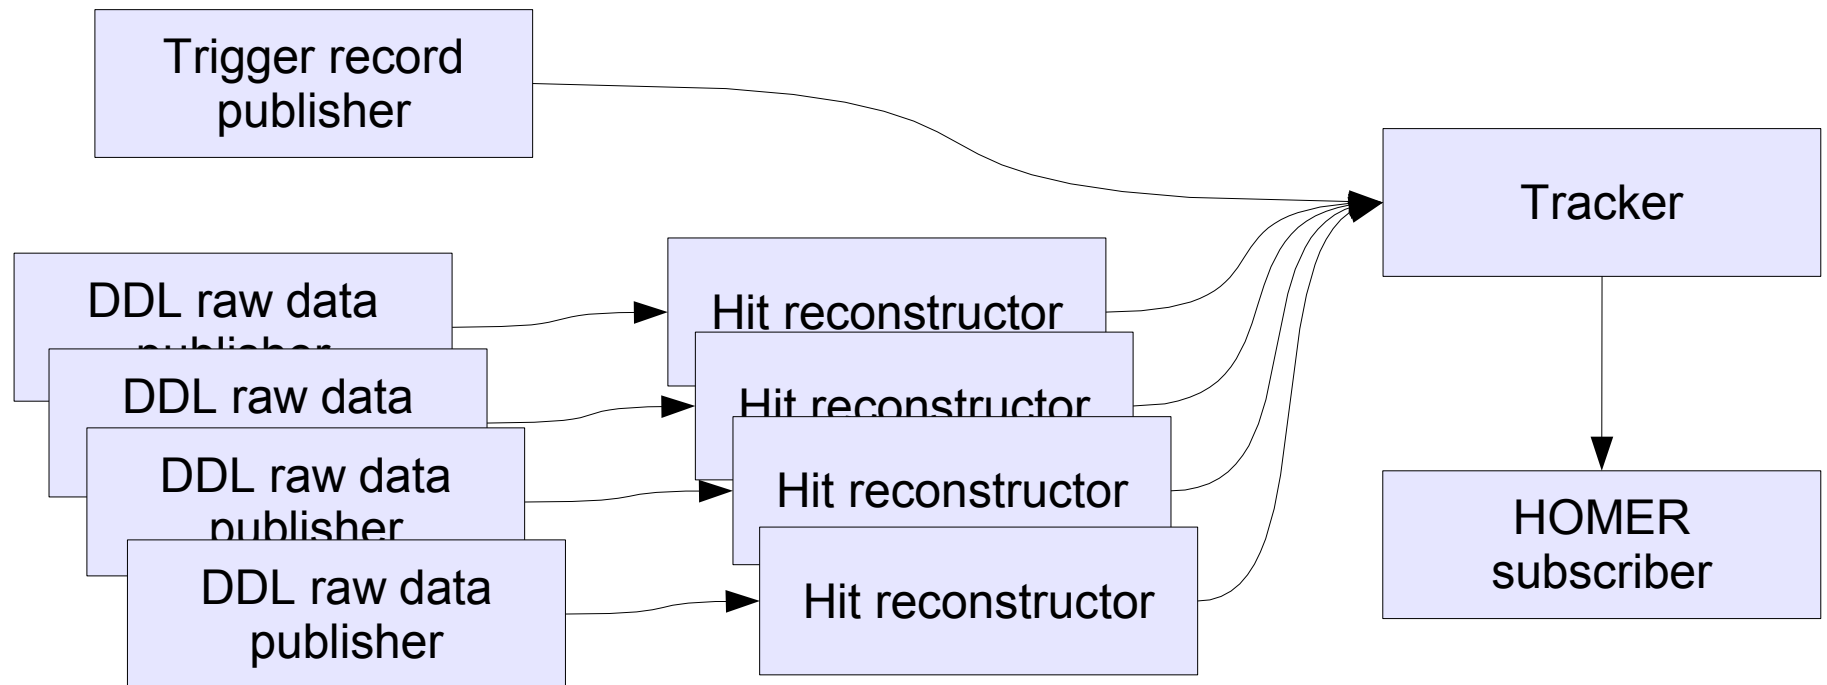 Trigger record
publisher
Tracker
DDL raw data
publisher
Hit reconstructor
DDL raw data
Hit reconstructor
DDL raw data
publisher
Hit reconstructor
DDL raw data
publisher
Hit reconstructor
HOMER
subscriber